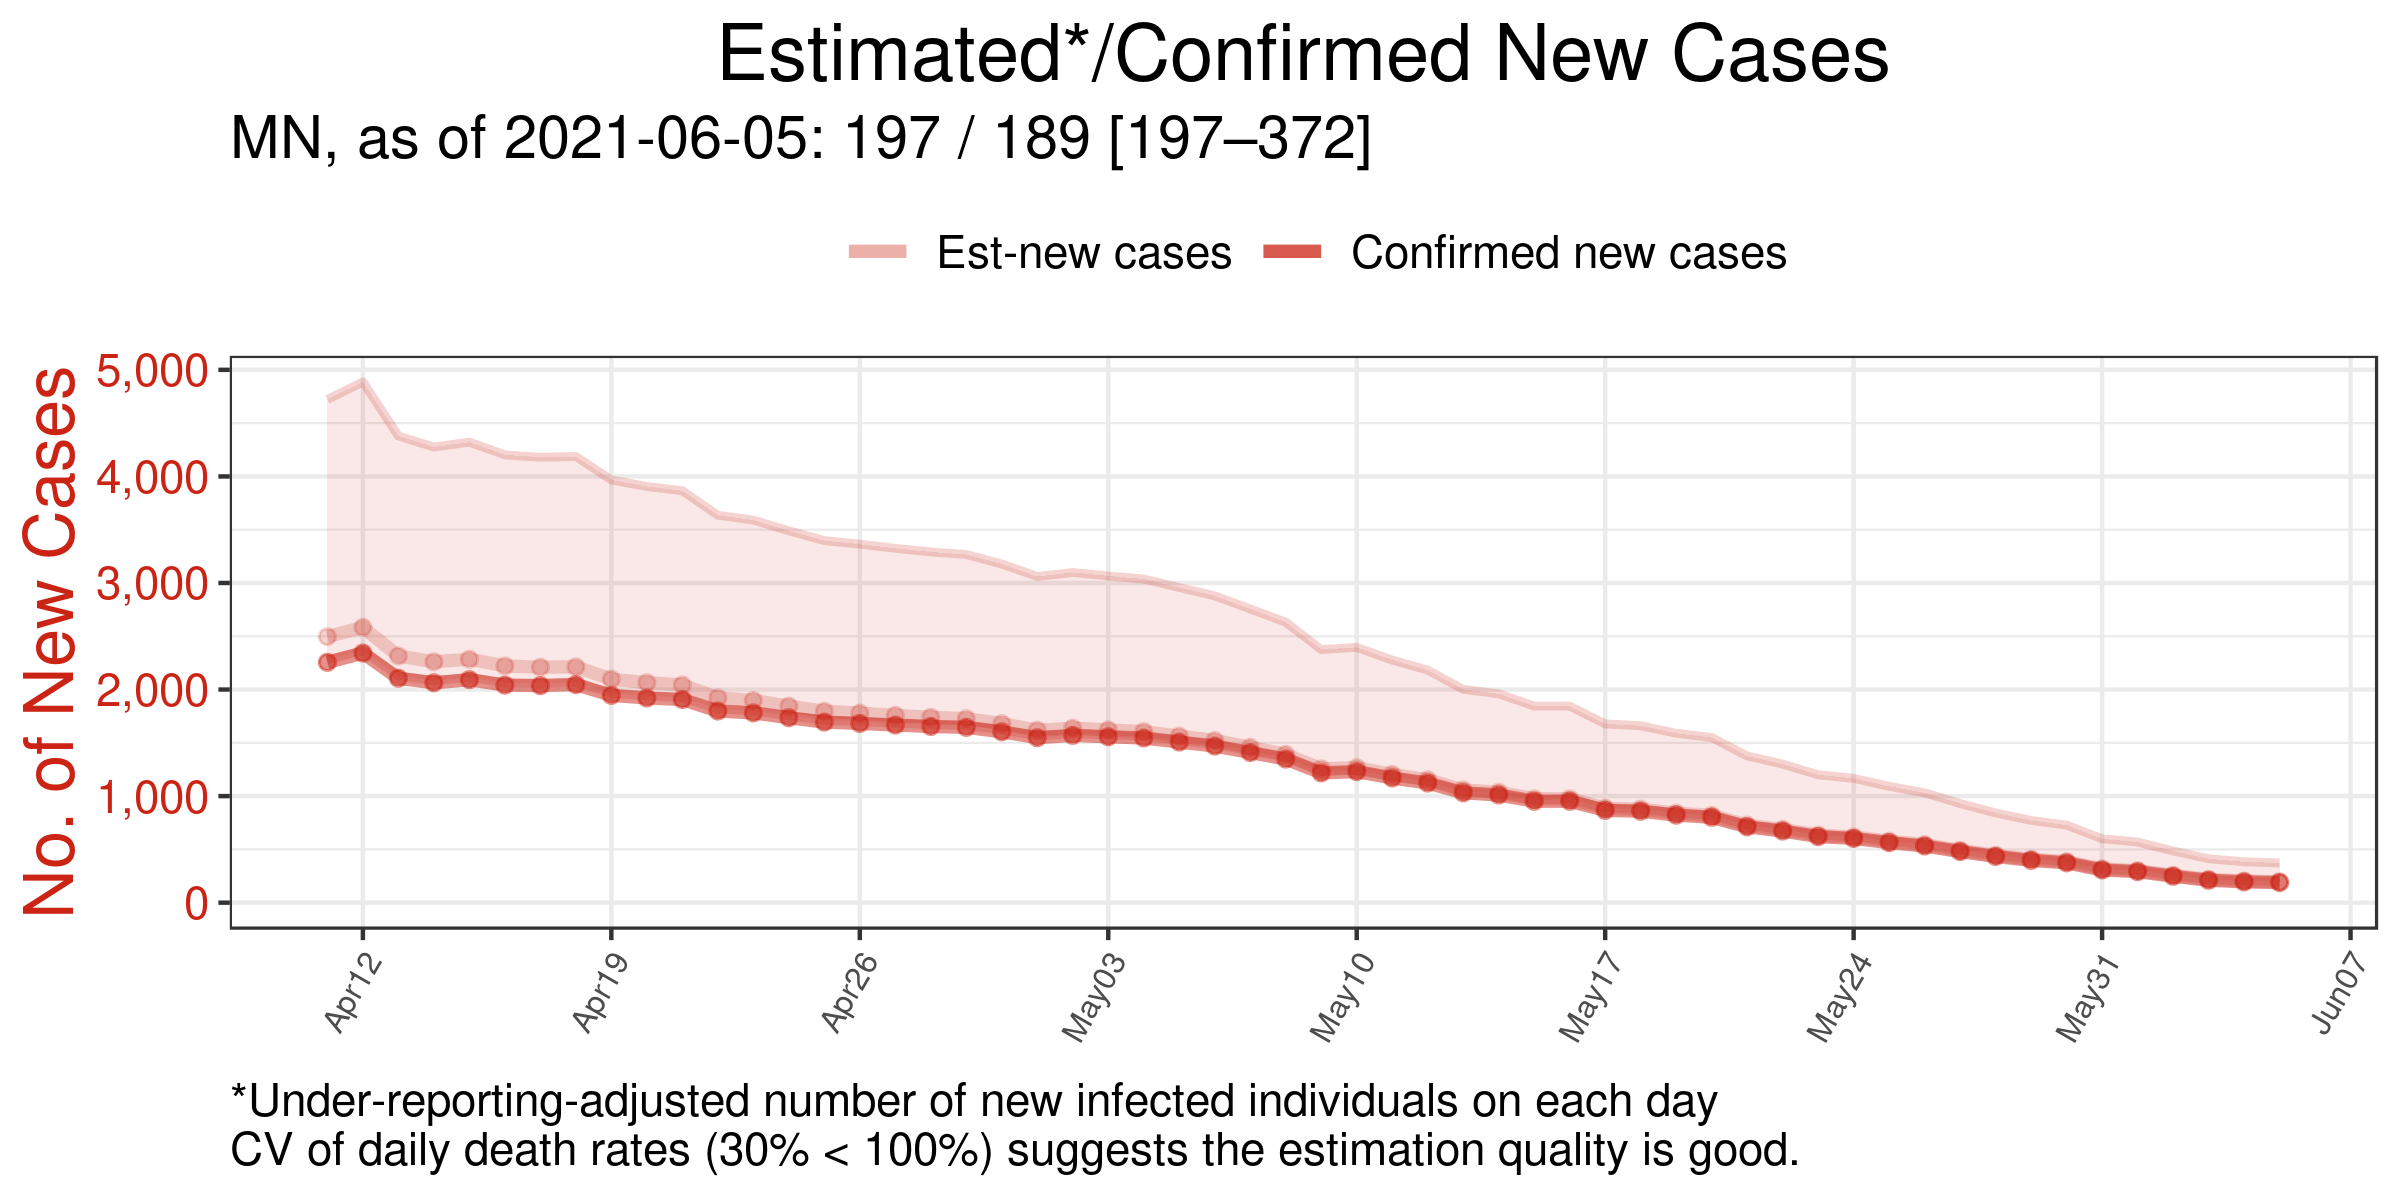 Estimated*/Confirmed New Cases
MN, as of 2021-06-05: 197 / 189 [197–372]
Est-new cases
Confirmed new cases
No. of New Cases
5,000
4,000
3,000
2,000
1,000
0
Apr12
Apr19
Apr26
May03
May10
May17
May24
May31
Jun07
*Under-reporting-adjusted number of new infected individuals on each day
CV of daily death rates (30% < 100%) suggests the estimation quality is good.